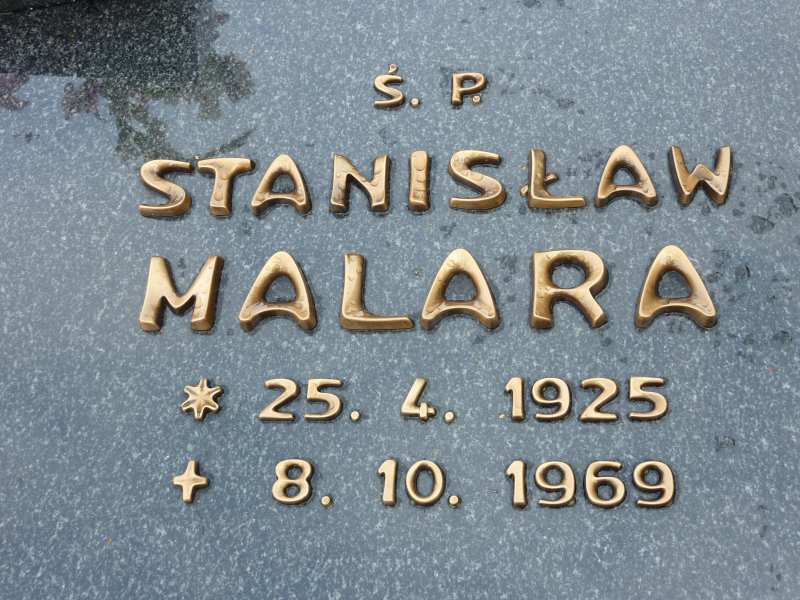 Ś. P.
STANISŁAW
MALARA
* 25. 4. 1925
+ 8. 10. 1969